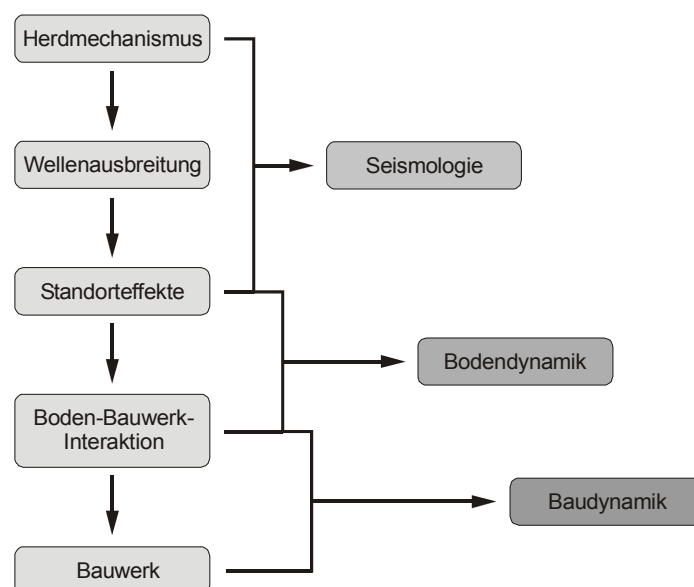 Herdmechanismus
Wellenausbreitung
Seismologie
Standorteffekte
Bodendynamik
Boden-Bauwerk-
Interaktion
Baudynamik
Bauwerk